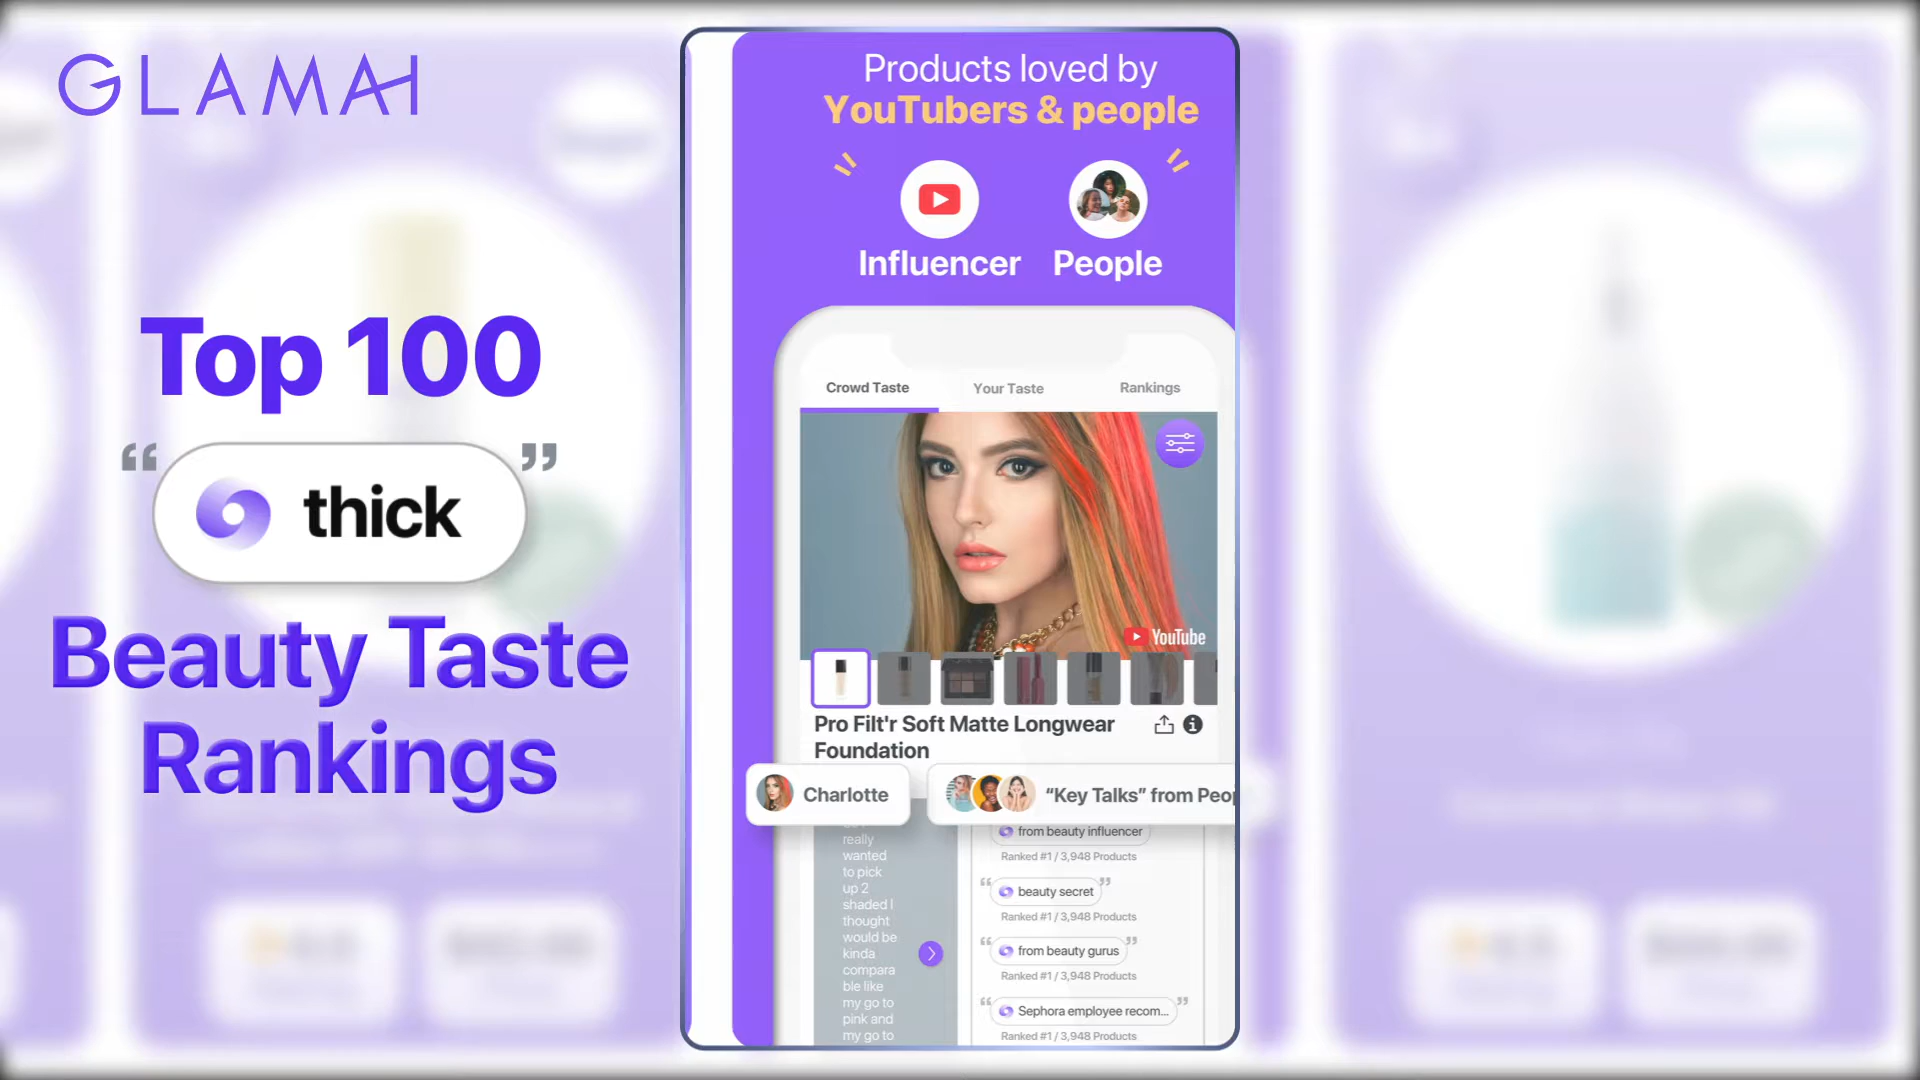 GLAMAI
Top 100
“ thick ”
Beauty Taste
Rankings
Products loved by
YouTubers & people
Influencer People
Crowd Taste Your Taste Rankings
YouTube
Pro Filt'r Soft Matte Longwear
Foundation
Charlotte
“Key Talks” from Peo
really
wanted
to pick
up 2
shaded I
thought
would be
kinda
compara
ble like
my go to
pink and
my go to
from beauty influencer
Ranked #1 / 3,948 Products
“ beauty secret ”
Ranked #1 / 3,948 Products
“ from beauty gurus ”
Ranked #1 / 3,948 Products
“ Sephora employee recom... ”
Ranked #1 / 3,948 Products